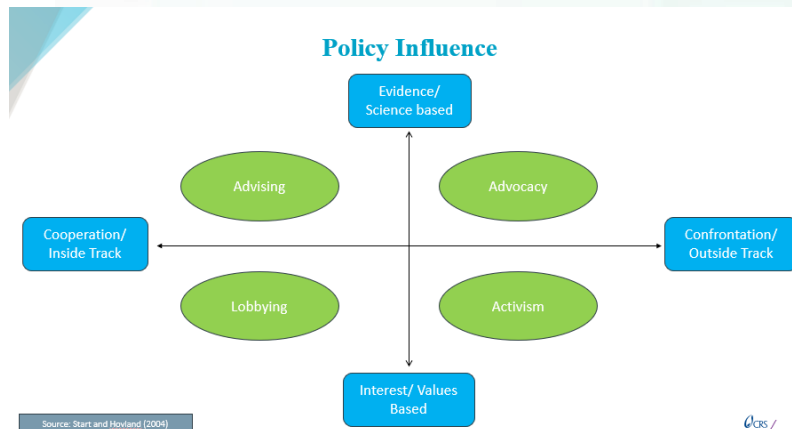 Policy Influence
Evidence/
Science based
Advising
Advocacy
Cooperation/
Inside Track
Confrontation/
Outside Track
Lobbying
Activism
Interest/ Values
Based
Source: Start and Hovland (2004)
CRS